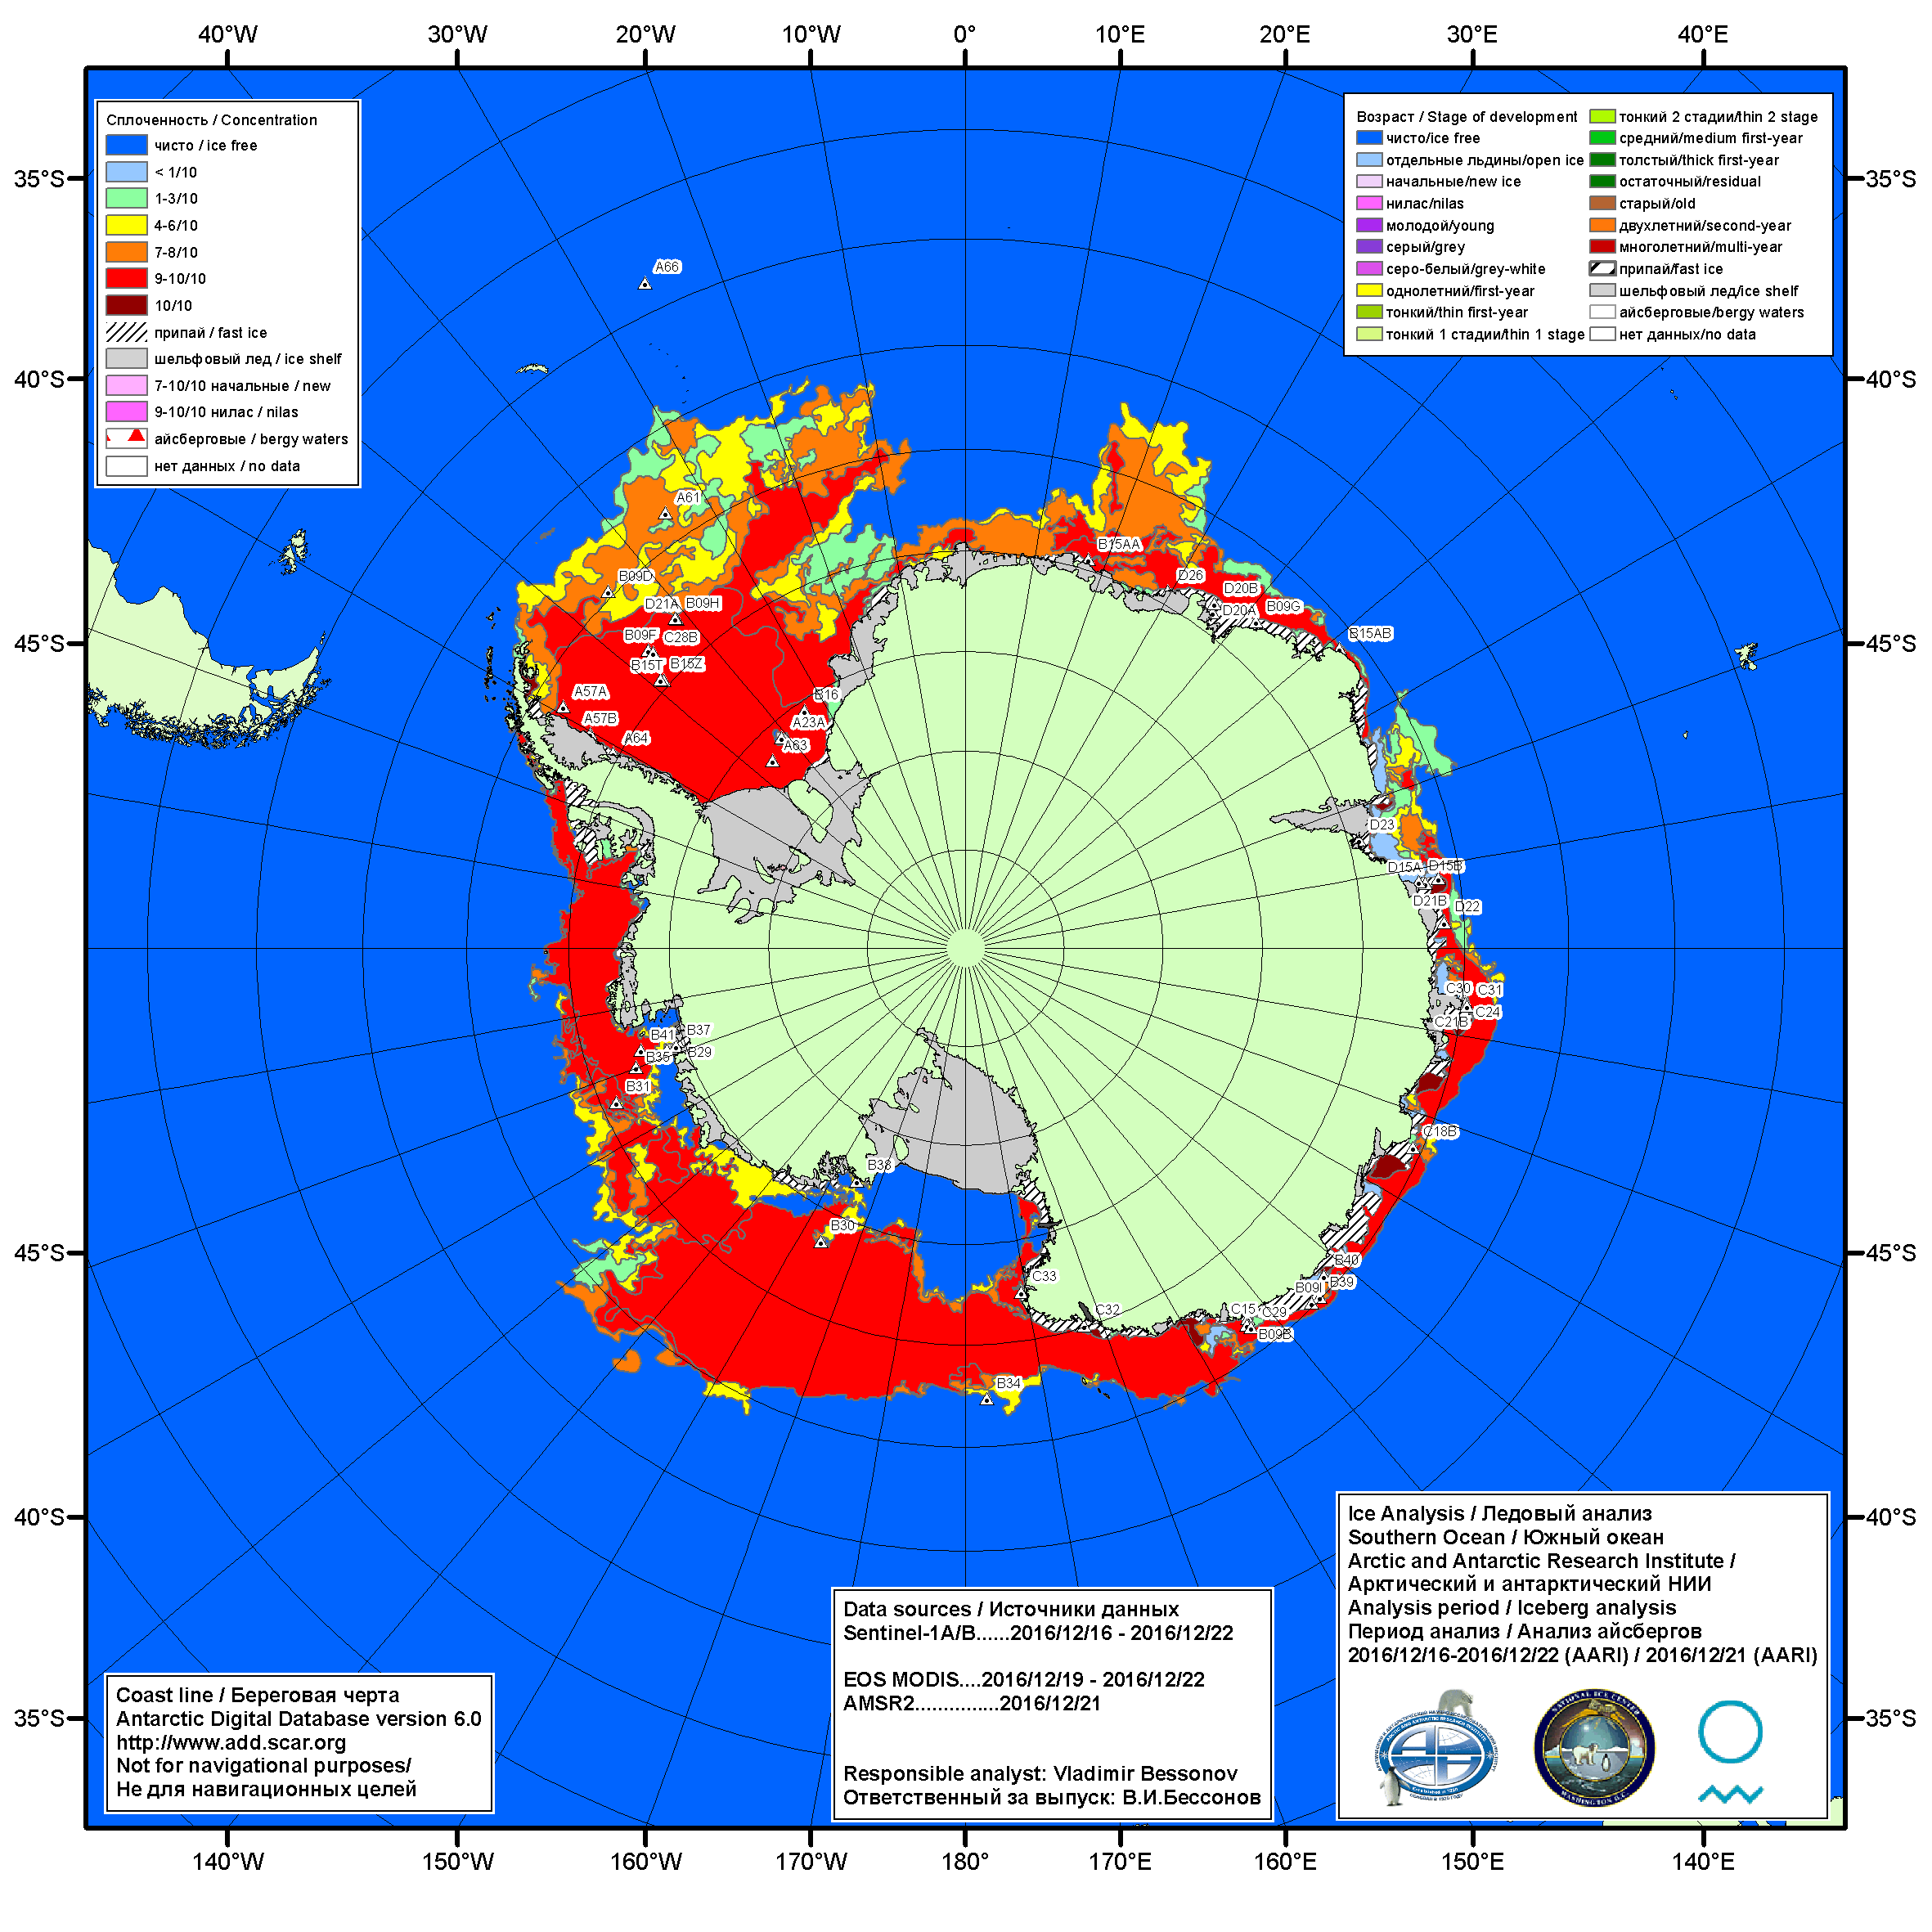 40°W 30°W 20°W 10°W 0° 10°E 20°E 30°E 40°E
35°S 35°S
40°S 40°S
45°S 45°S
45°S 45°S
40°S 40°S
35°S 35°S
140°W 150°W 160°W 170°W 180° 170°E 160°E 150°E 140°E
Сплоченность / Concentration
чисто / ice free
< 1/10
1-3/10
4-6/10
7-8/10
9-10/10
10/10
припай / fast ice
шельфовый лед / ice shelf
7-10/10 начальные / new
9-10/10 нилас / nilas
айсберговые / bergy waters
нет данных / no data
Возраст / Stage of development
чисто/ice free
отдельные льдины/open ice
начальные/new ice
нилас/nilas
молодой/young
серый/grey
серо-белый/grey-white
однолетний/first-year
тонкий/thin first-year
тонкий 1 стадии/thin 1 stage
тонкий 2 стадии/thin 2 stage
средний/medium first-year
толстый/thick first-year
остаточный/residual
старый/old
двухлетний/second-year
многолетний/multi-year
припай/fast ice
шельфовый лед/ice shelf
айсберговые/bergy waters
нет данных/no data
A66
A61
B15AA
B09D
D26
D20B
D21A B09H
D20A B09G
B09F C28B
B15AB
B15T B15Z
A57A
B16
A57B
A23A
A64
A63
D23
D15A D15B
D21B
D22
C30 C31
C24
C21B
B41 B37
B35 B29
B31
C18B
B38
B30
B40
C33
B09I B39
C32
C15 C29
B09B
B34
Coast line / Береговая черта
Antarctic Digital Database version 6.0
http://www.add.scar.org
Not for navigational purposes/
Не для навигационных целей
Data sources / Источники данных
Sentinel-1A/B......2016/12/16 - 2016/12/22
EOS MODIS....2016/12/19 - 2016/12/22
AMSR2...............2016/12/21
Responsible analyst: Vladimir Bessonov
Ответственный за выпуск: В.И.Бессонов
Ice Analysis / Ледовый анализ
Southern Ocean / Южный океан
Arctic and Antarctic Research Institute /
Арктический и антарктический НИИ
Analysis period / Iceberg analysis
Период анализ / Анализ айсбергов
2016/12/16-2016/12/22 (AARI) / 2016/12/21 (AARI)
NATIONAL ICE CENTER
WASHINGTON D.C.